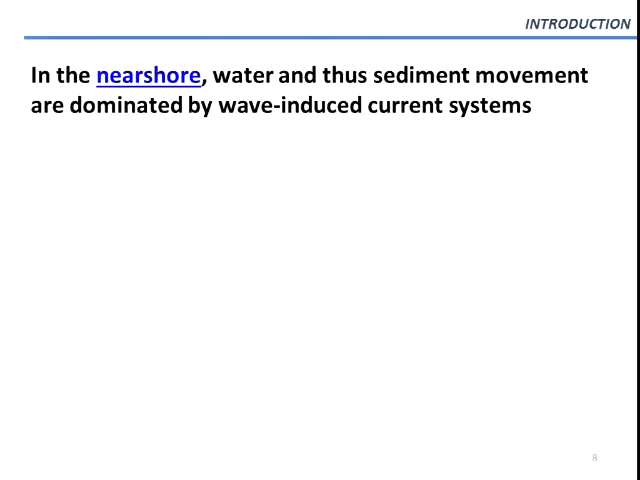 INTRODUCTION
In the nearshore, water and thus sediment movement
are dominated by wave-induced current systems
8